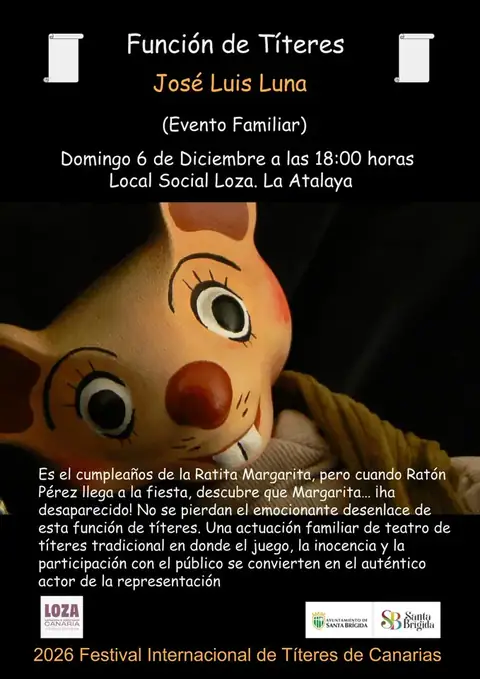 Función de Títeres
José Luis Luna
(Evento Familiar)
Domingo 6 de Diciembre a las 18:00 horas
Local Social Loza. La Atalaya
Es el cumpleaños de la Ratita Margarita, pero cuando Ratón
Pérez llega a la fiesta, descubre que Margarita... ¡ha
desaparecido! No se pierdan el emocionante desenlace de
esta función de títeres. Una actuación familiar de teatro de
títeres tradicional en donde el juego, la inocencia y la
participación con el público se convierten en el auténtico
actor de la representación
LOZA
CANARIA
AYUNTAMIENTO DE
SANTA BRÍGIDA
SB Santa
Brígida
2026 Festival Internacional de Títeres de Canarias